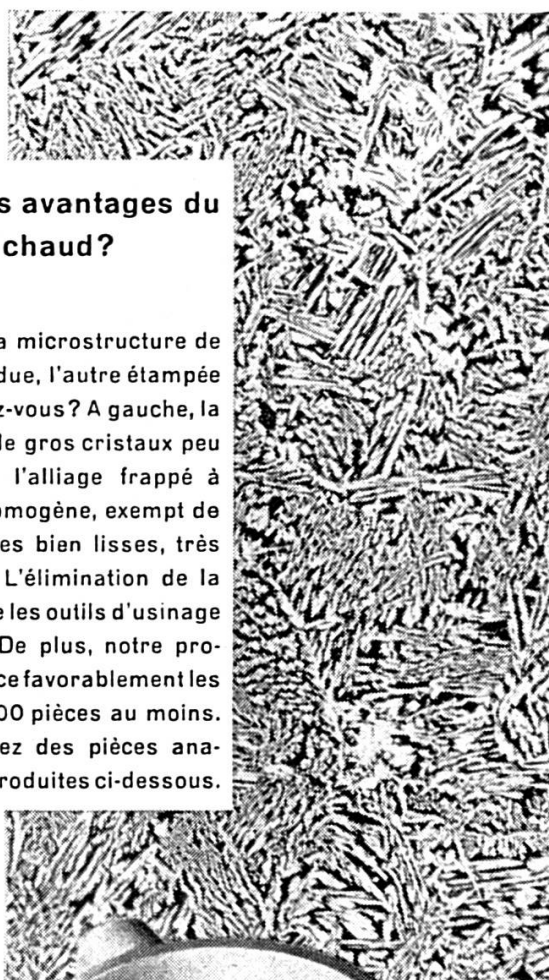 s avantages du
chaud?
a microstructure de
due, l'autre étampée
z-vous? A gauche, la
de gros cristaux peu
l'alliage frappé à
omogène, exempt de
es bien lisses, très
L'élimination de la
e les outils d'usinage
De plus, notre pro-
ce favorablement les
00 pièces au moins.
ez des pièces ana-
roduites ci-dessous.